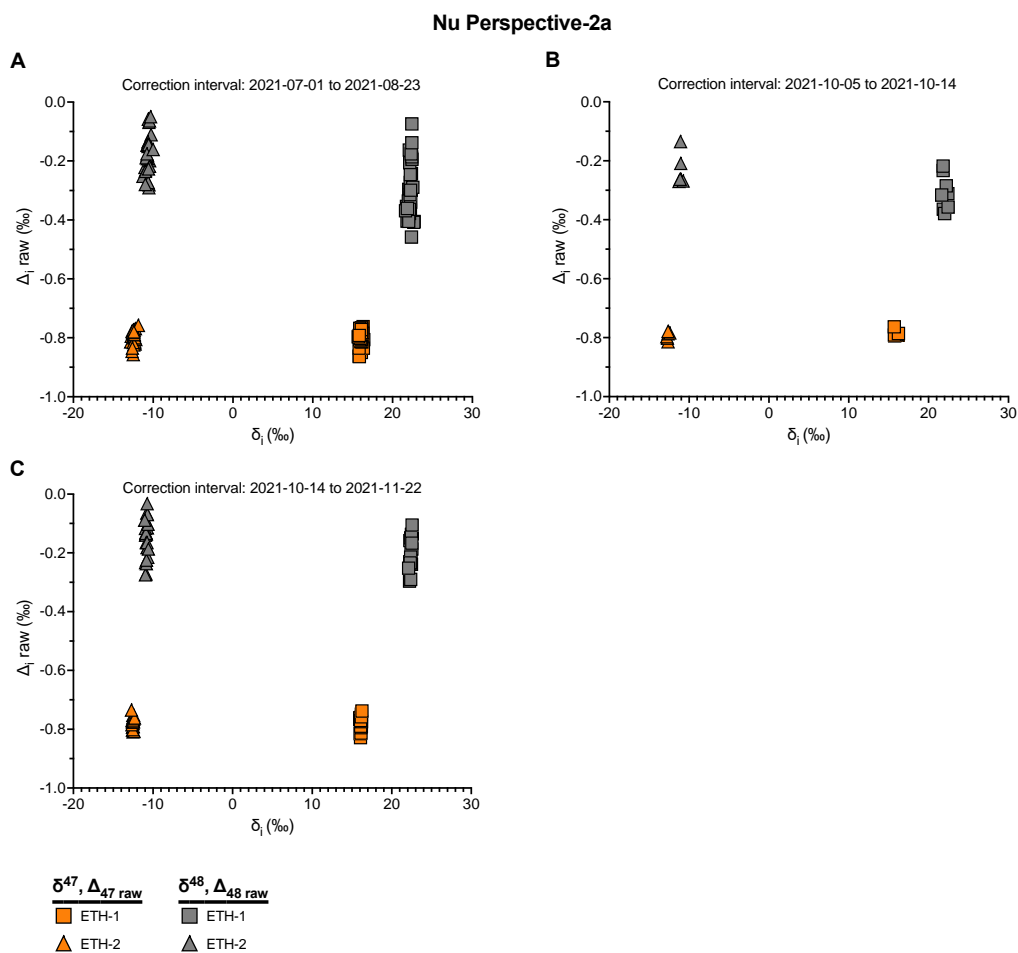 Nu Perspective-2a
A
Correction interval: 2021-07-01 to 2021-08-23
0.0
-0.2
-0.4
-0.6
-0.8
-1.0
Δi raw (‰)
-20 -10 0 10 20 30
δi (‰)
B
Correction interval: 2021-10-05 to 2021-10-14
0.0
-0.2
-0.4
-0.6
-0.8
-1.0
Δi raw (‰)
-20 -10 0 10 20 30
δi (‰)
C
Correction interval: 2021-10-14 to 2021-11-22
0.0
-0.2
-0.4
-0.6
-0.8
-1.0
Δi raw (‰)
-20 -10 0 10 20 30
δi (‰)
δ47, Δ47 raw
ETH-1
ETH-2
δ48, Δ48 raw
ETH-1
ETH-2